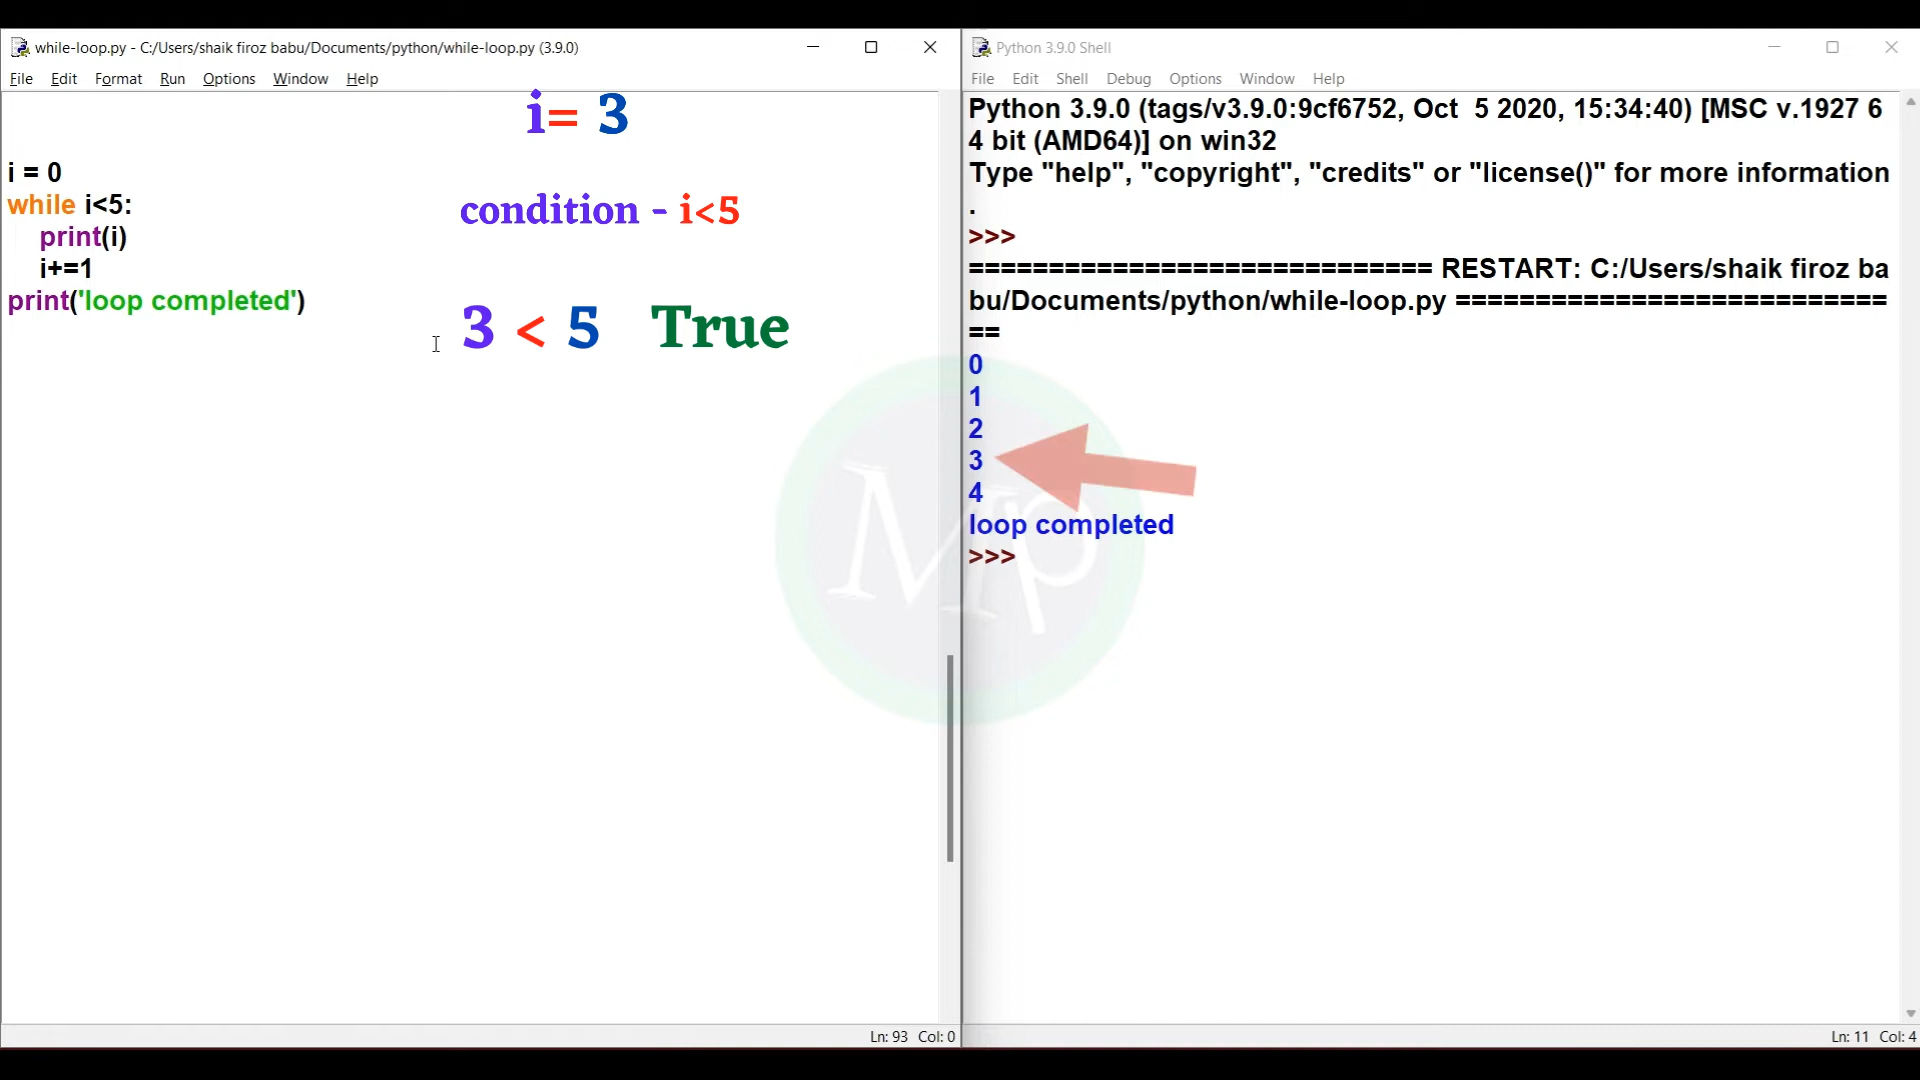 while-loop.py - C:/Users/shaik firoz babu/Documents/python/while-loop.py (3.9.0)
File Edit Format Run Options Window Help
i= 3
i = 0
while i<5:
    print(i)
    i+=1
print('loop completed')
condition - i<5
3 < 5 True
Ln: 93 Col: 0
Python 3.9.0 Shell
File Edit Shell Debug Options Window Help
Python 3.9.0 (tags/v3.9.0:9cf6752, Oct  5 2020, 15:34:40) [MSC v.1927 6
4 bit (AMD64)] on win32
Type "help", "copyright", "credits" or "license()" for more information
.
>>>
============================= RESTART: C:/Users/shaik firoz ba
bu/Documents/python/while-loop.py ===========================
==
0
1
2
3
4
loop completed
>>>
Mp
Ln: 11 Col: 4